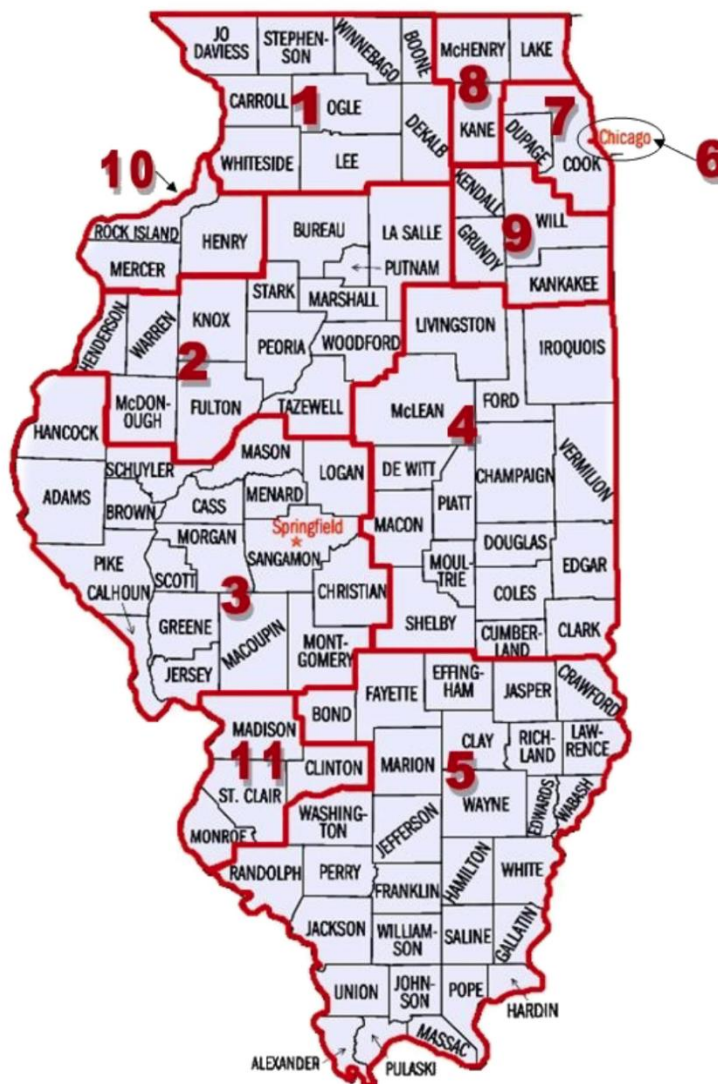 JO
DAVIESS
STEPHEN-
SON
WINNEBAGO
BOONE
McHENRY
LAKE
8
CARROLL
1
OGLE
DEKALB
KANE
7
DUPAGE
Chicago
COOK
6
WHITESIDE
LEE
10
KENDALL
WILL
ROCK ISLAND
HENRY
BUREAU
LA SALLE
GRUNDY
9
MERCER
PUTNAM
KANKAKEE
STARK
MARSHALL
HENDERSON
WARREN
KNOX
PEORIA
WOODFORD
LIVINGSTON
IROQUOIS
2
McDON-
OUGH
FULTON
TAZEWELL
McLEAN
4
FORD
HANCOCK
SCHUYLER
MASON
LOGAN
DE WITT
CHAMPAIGN
VERMILION
ADAMS
BROWN
CASS
MENARD
PIATT
MACON
MORGAN
Springfield
SANGAMON
DOUGLAS
EDGAR
PIKE
SCOTT
MOUL-
TRIE
CALHOUN
3
CHRISTIAN
COLES
GREENE
MACOUPIN
MONT-
GOMERY
SHELBY
CUMBER-
LAND
CLARK
JERSEY
FAYETTE
EFFING-
HAM
JASPER
CRAWFORD
MADISON
BOND
CLAY
RICH-
LAND
LAW-
RENCE
11
CLINTON
MARION
5
ST. CLAIR
WAYNE
EDWARDS
WABASH
MONROE
WASHING-
TON
JEFFERSON
HAMILTON
WHITE
RANDOLPH
PERRY
FRANKLIN
JACKSON
WILLIAM-
SON
SALINE
GALLATIN
UNION
JOHN-
SON
POPE
HARDIN
MASSAC
ALEXANDER
PULASKI